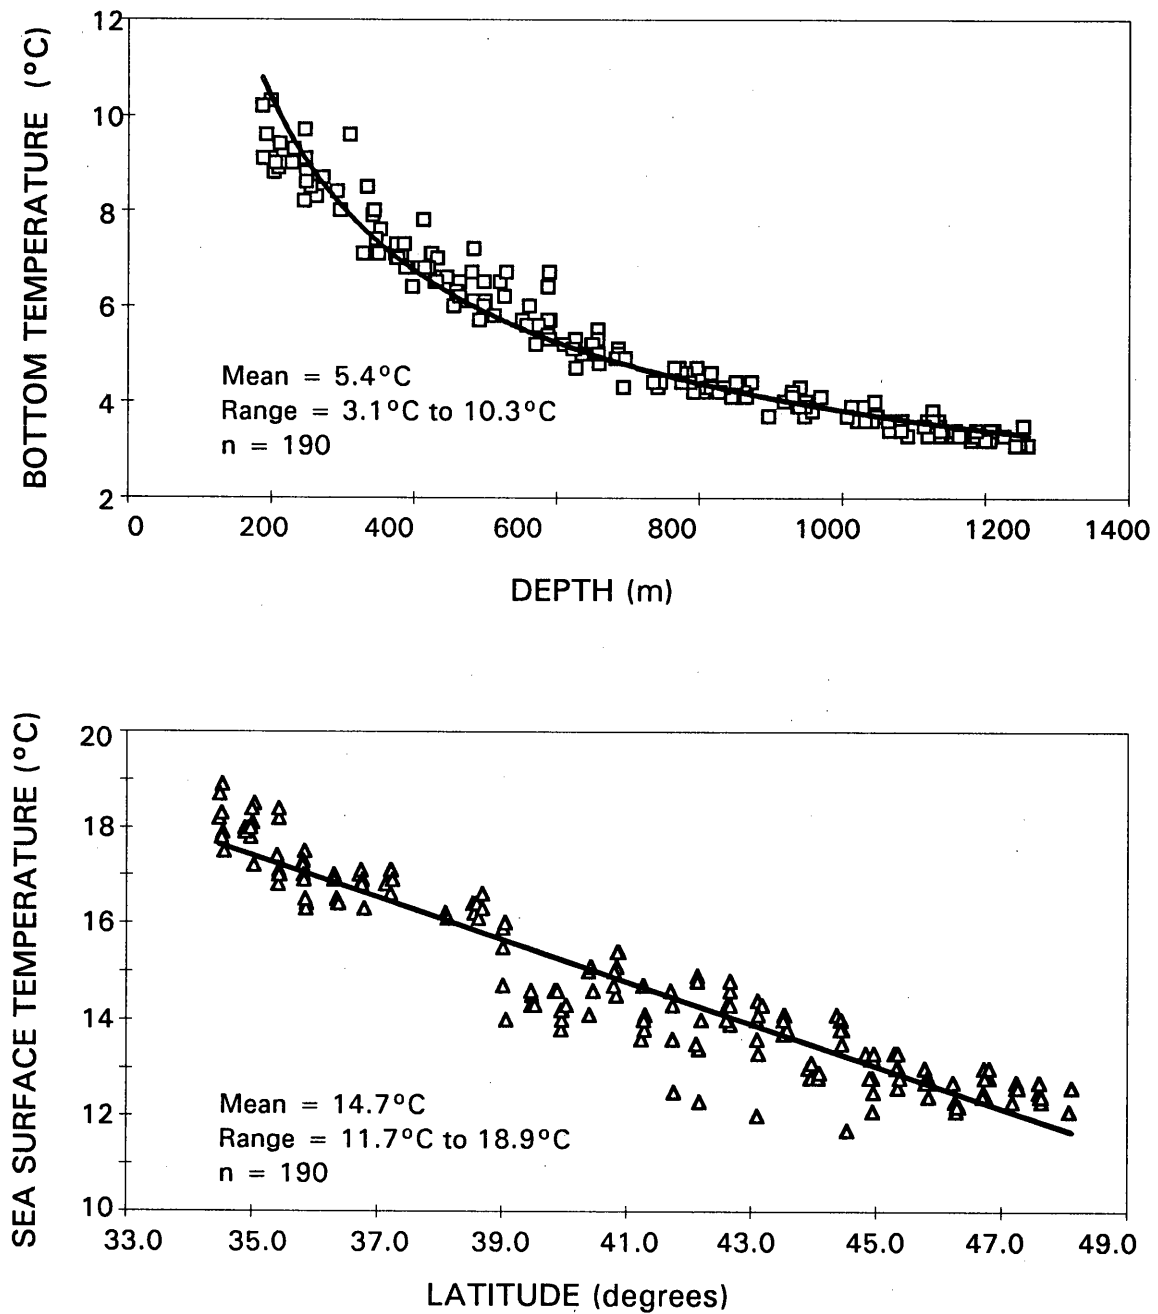 BOTTOM TEMPERATURE (°C)
12
10
8
6
4
2
Mean = 5.4°C
Range = 3.1°C to 10.3°C
n = 190
0 200 400 600 800 1000 1200 1400
DEPTH (m)
SEA SURFACE TEMPERATURE (°C)
20
18
16
14
12
10
Mean = 14.7°C
Range = 11.7°C to 18.9°C
n = 190
33.0 35.0 37.0 39.0 41.0 43.0 45.0 47.0 49.0
LATITUDE (degrees)